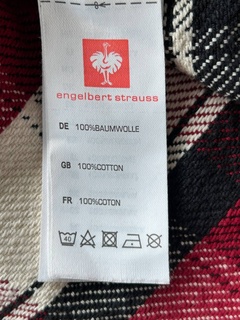 engelbert strauss
DE 100%BAUMWOLLE
GB 100%COTTON
FR 100%COTON
40